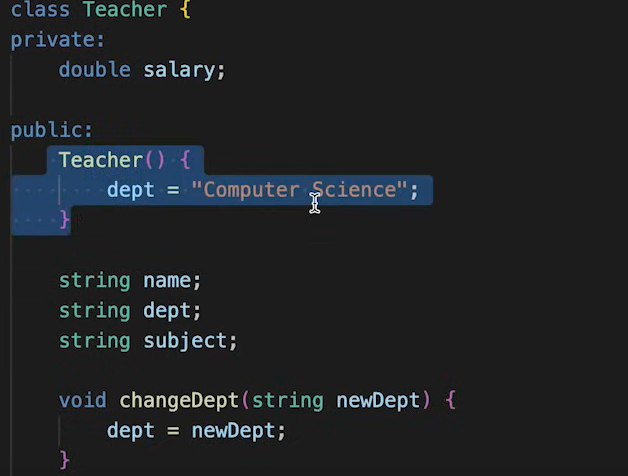 class Teacher {
private:
    double salary;
public:
    Teacher() {
        dept = "Computer Science";
    }
    string name;
    string dept;
    string subject;
    void changeDept(string newDept) {
        dept = newDept;
    }